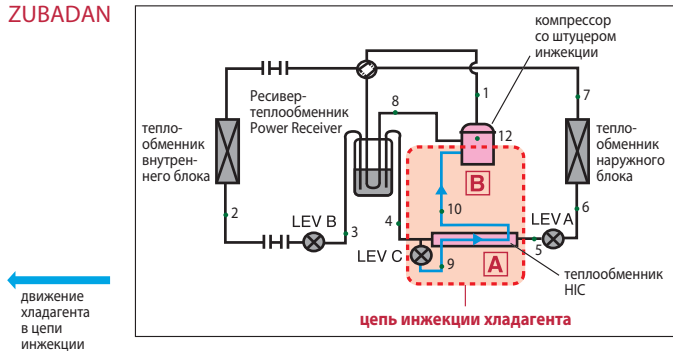 ZUBADAN
компрессор
со штуцером
инжекции
Ресивер-
теплообменник
Power Receiver
1
7
8
12
тепло-
обменник
внутрен-
него блока
тепло-
обменник
наружного
блока
B
2
LEV B
3
4
10
LEV A
6
5
LEV C
9
A
теплообменник
HIC
цепь инжекции хладагента
движение
хладагента
в цепи
инжекции